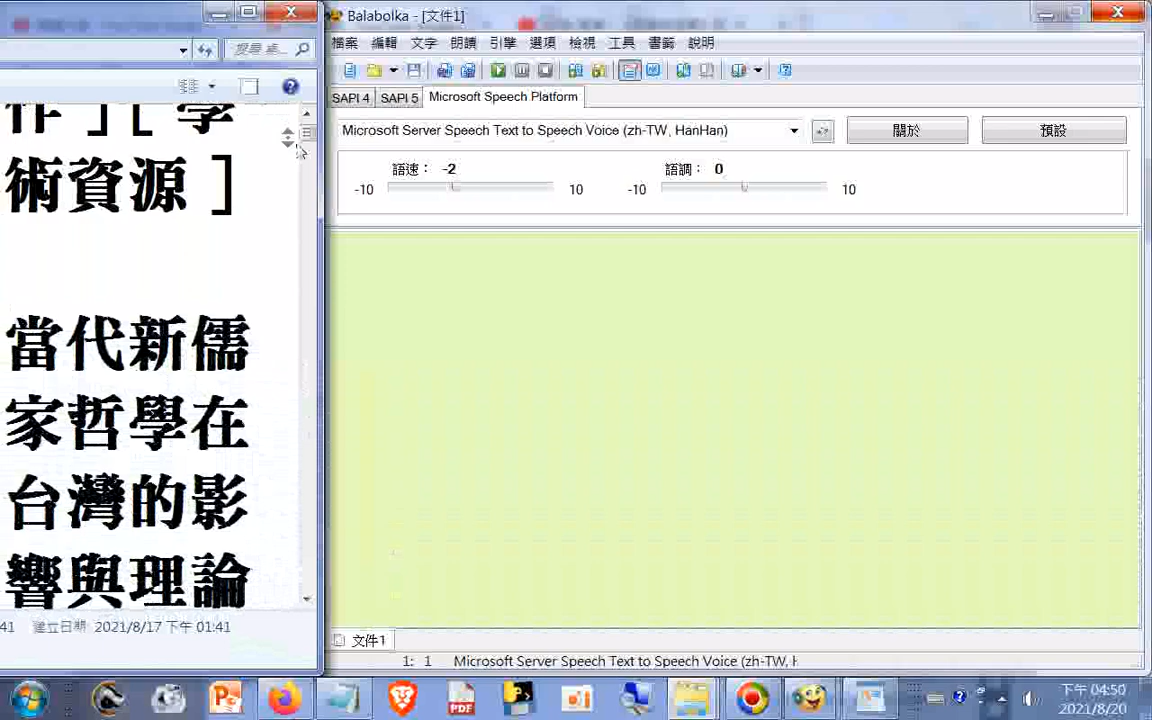 Balabolka - [文件1]
搜尋 桌...
檔案 編輯 文字 朗讀 引擎 選項 檢視 工具 書籤 說明
SAPI 4 SAPI 5 Microsoft Speech Platform
Microsoft Server Speech Text to Speech Voice (zh-TW, HanHan) 關於 預設
語速： -2 語調： 0
-10 10 -10 10
作 ] [ 學
術資源 ]
當代新儒
家哲學在
台灣的影
響與理論
41 建立日期: 2021/8/17 下午 01:41
文件1
1: 1 Microsoft Server Speech Text to Speech Voice (zh-TW, H
PDF
下午 04:50
2021/8/20